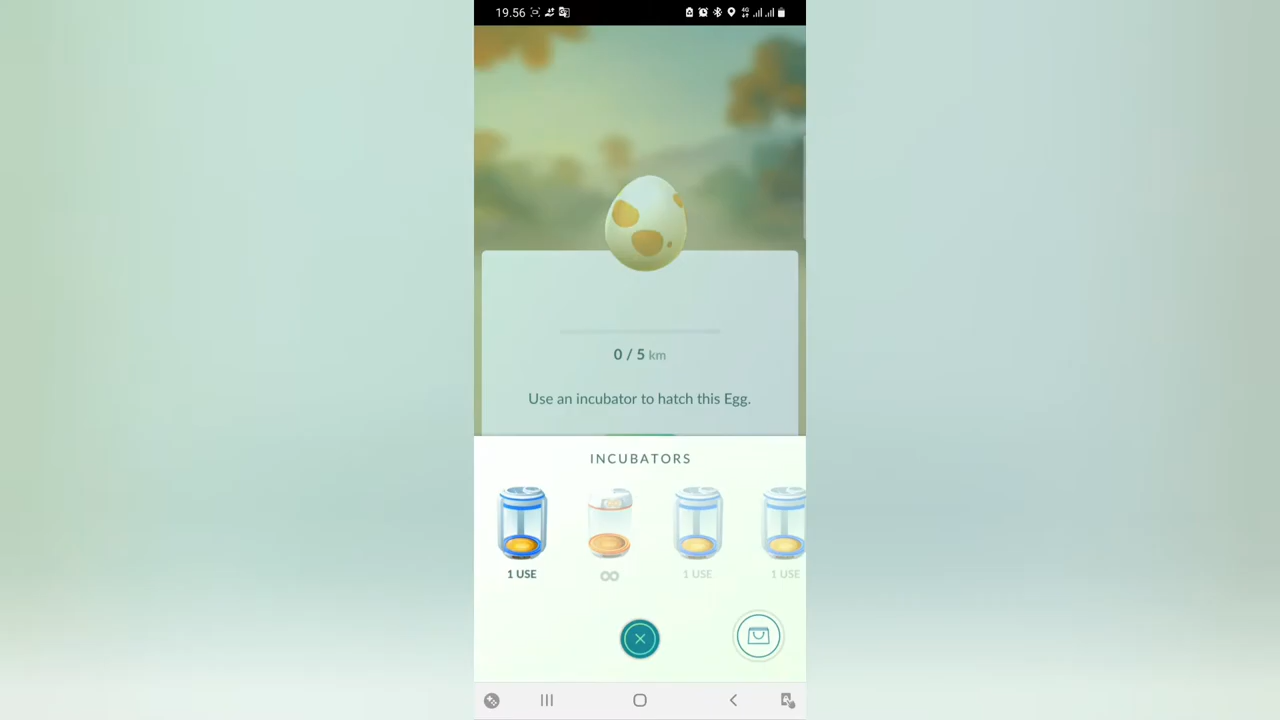 19.56
4G
0 / 5 km
Use an incubator to hatch this Egg.
INCUBATORS
1 USE
∞
1 USE
1 USE